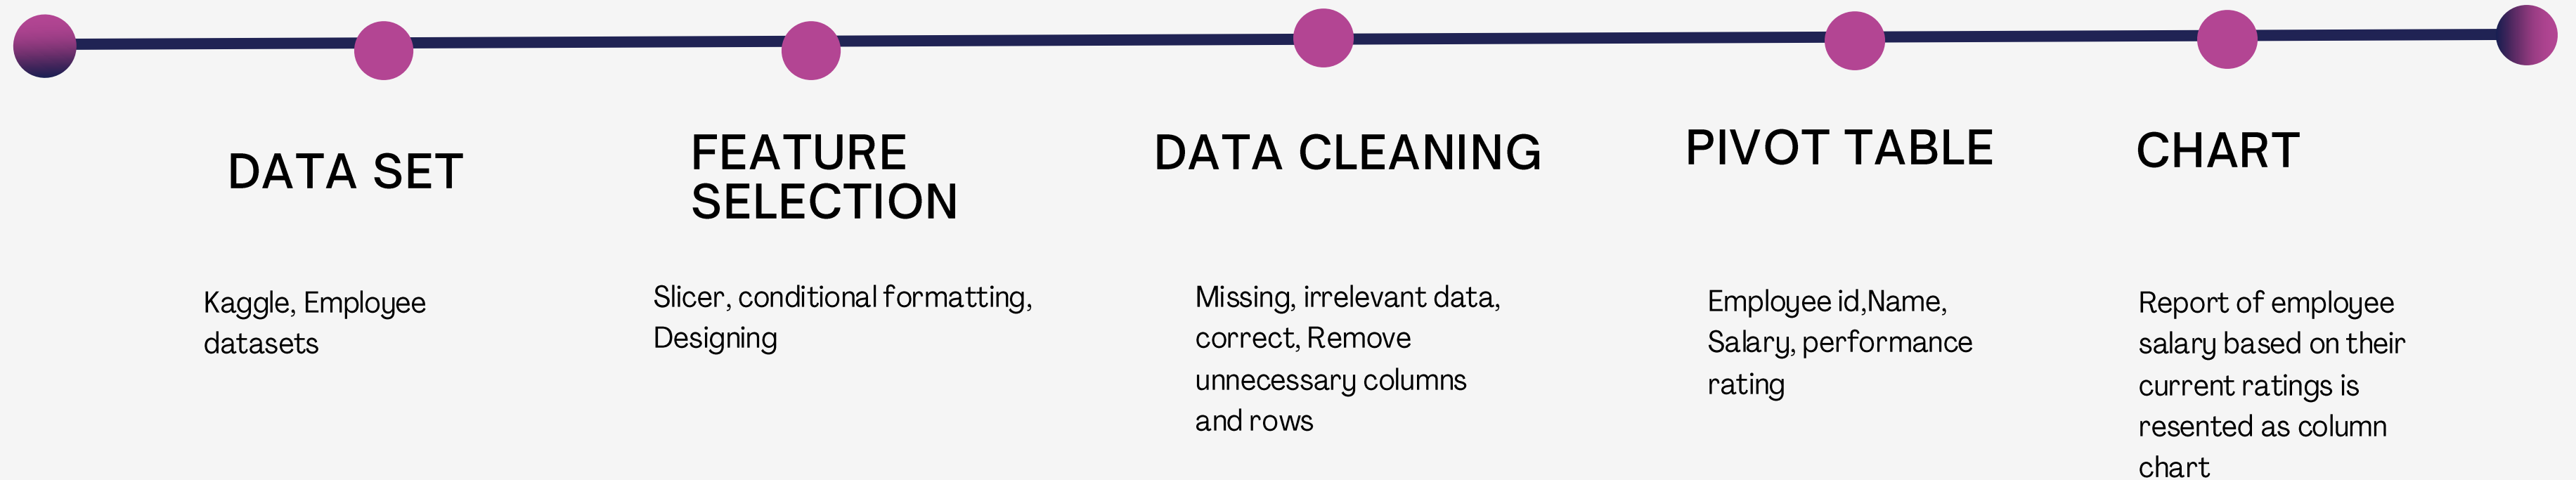 DATA SET
Kaggle, Employee
datasets
FEATURE
SELECTION
Slicer, conditional formatting,
Designing
DATA CLEANING
Missing, irrelevant data,
correct, Remove
unnecessary columns
and rows
PIVOT TABLE
Employee id,Name,
Salary, performance
rating
CHART
Report of employee
salary based on their
current ratings is
resented as column
chart